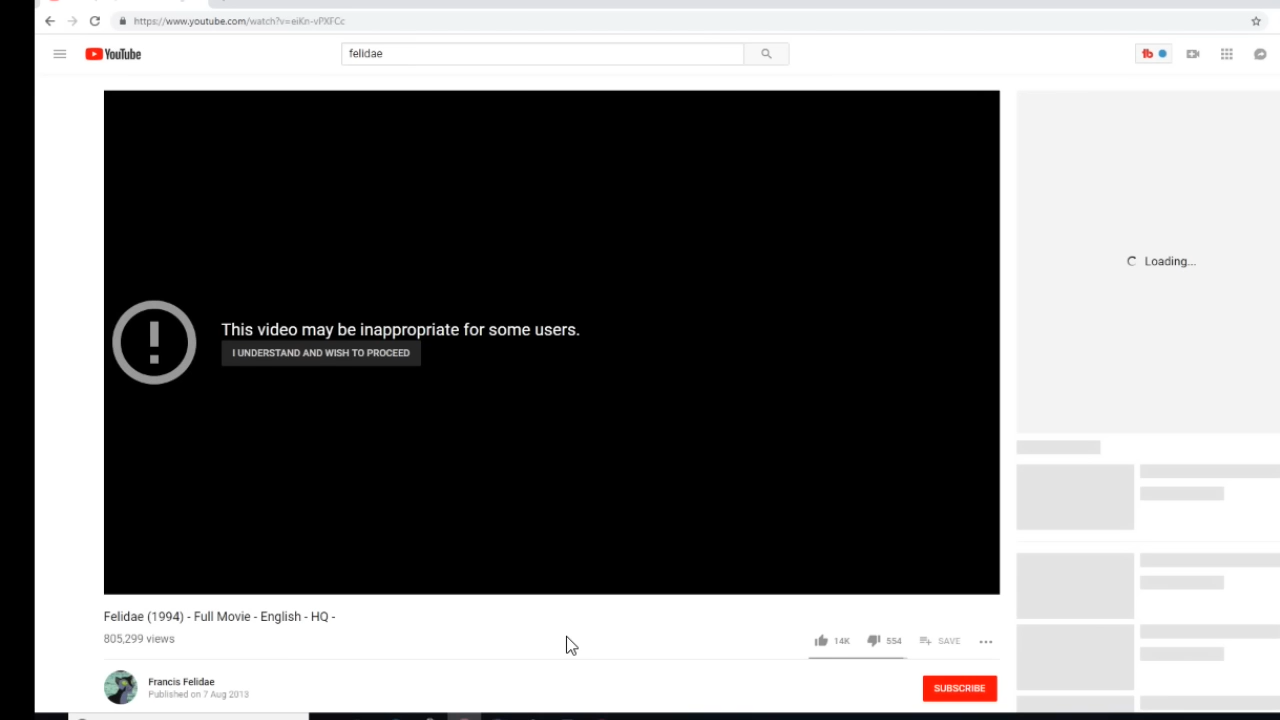 https://www.youtube.com/watch?v=eiKn-vPXFCc
YouTube
felidae
This video may be inappropriate for some users.
I UNDERSTAND AND WISH TO PROCEED
Loading...
Felidae (1994) - Full Movie - English - HQ -
805,299 views
14K
554
SAVE
Francis Felidae
Published on 7 Aug 2013
SUBSCRIBE